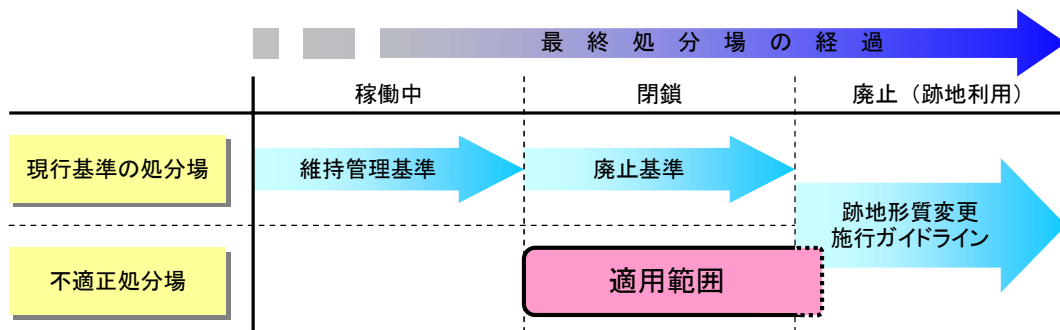 最終処分場の経過
稼働中
閉鎖
廃止（跡地利用）
現行基準の処分場
維持管理基準
廃止基準
跡地形質変更
施行ガイドライン
不適正処分場
適用範囲